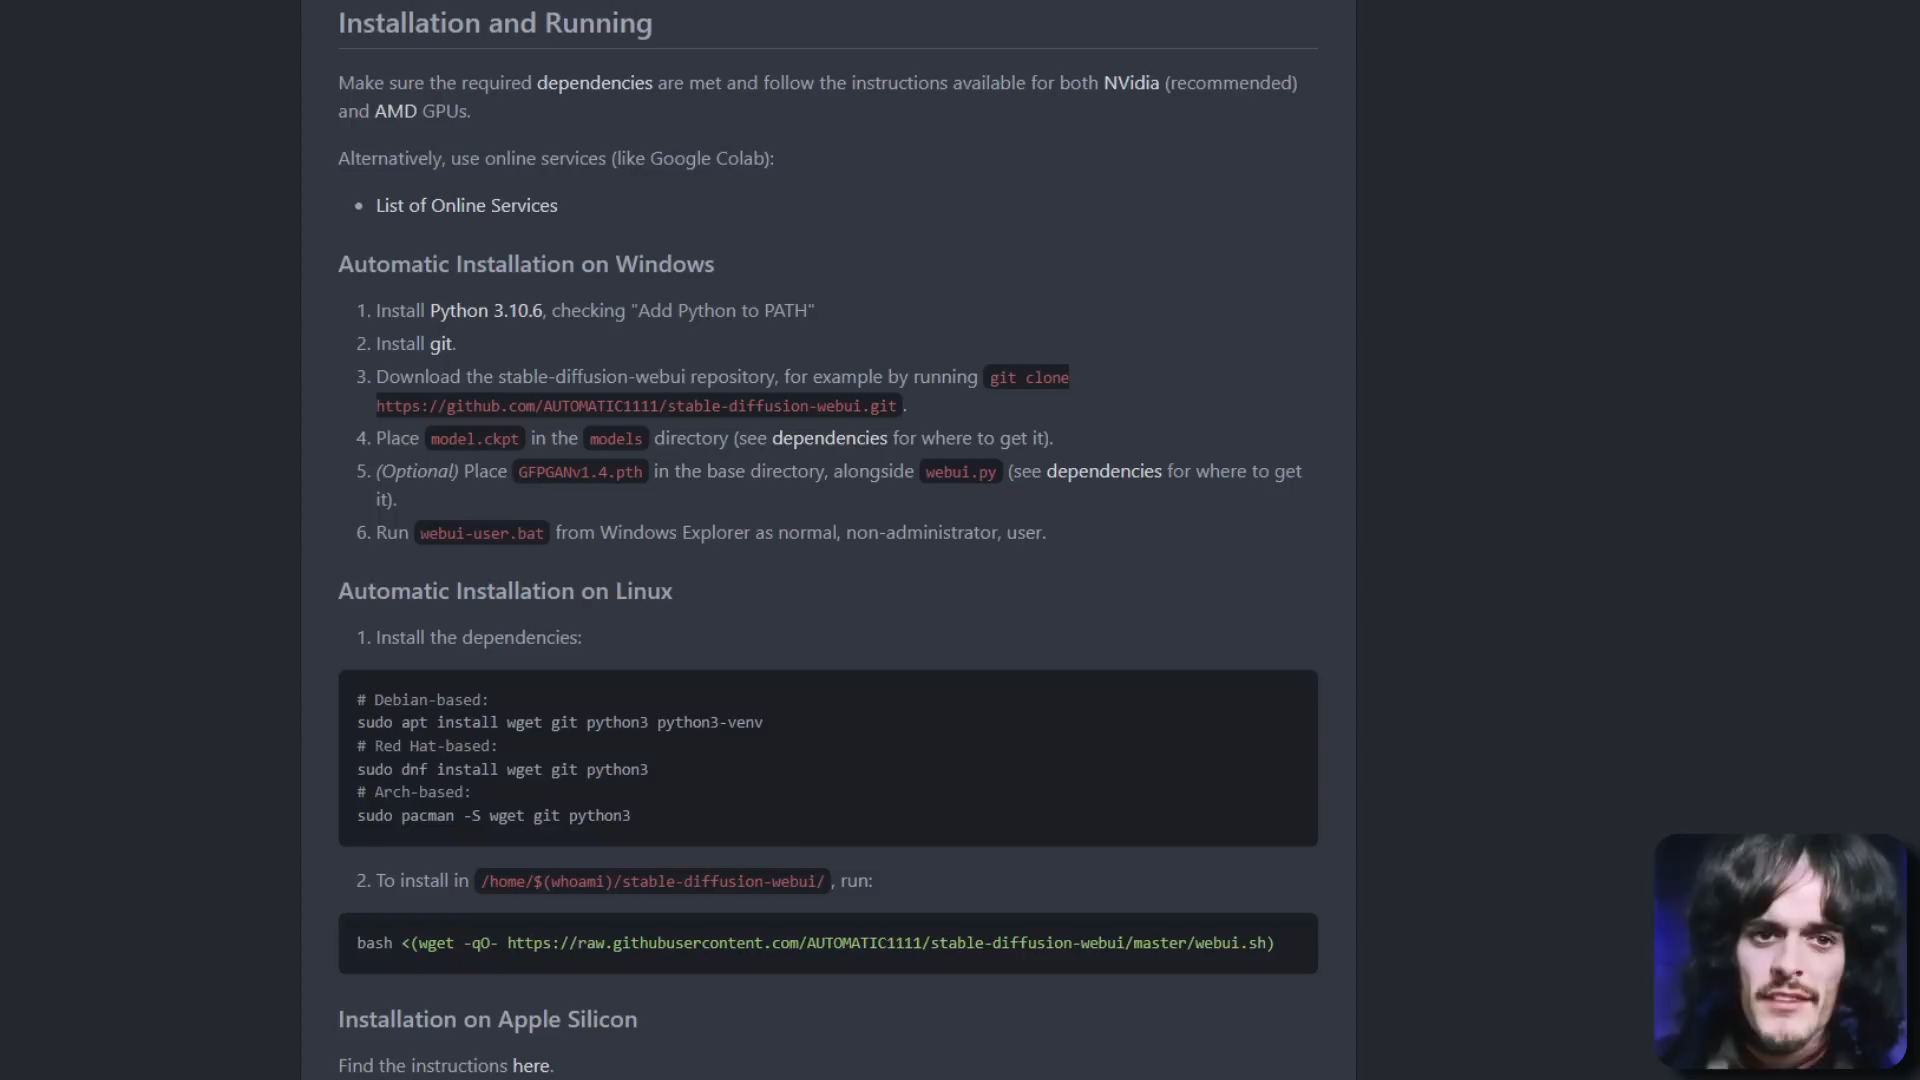 Installation and Running
Make sure the required dependencies are met and follow the instructions available for both NVidia (recommended)
and AMD GPUs.
Alternatively, use online services (like Google Colab):
• List of Online Services
Automatic Installation on Windows
1. Install Python 3.10.6, checking "Add Python to PATH"
2. Install git.
3. Download the stable-diffusion-webui repository, for example by running git clone
https://github.com/AUTOMATIC1111/stable-diffusion-webui.git .
4. Place model.ckpt in the models directory (see dependencies for where to get it).
5. (Optional) Place GFPGANv1.4.pth in the base directory, alongside webui.py (see dependencies for where to get
it).
6. Run webui-user.bat from Windows Explorer as normal, non-administrator, user.
Automatic Installation on Linux
1. Install the dependencies:
# Debian-based:
sudo apt install wget git python3 python3-venv
# Red Hat-based:
sudo dnf install wget git python3
# Arch-based:
sudo pacman -S wget git python3
2. To install in /home/$(whoami)/stable-diffusion-webui/ , run:
bash <(wget -qO- https://raw.githubusercontent.com/AUTOMATIC1111/stable-diffusion-webui/master/webui.sh)
Installation on Apple Silicon
Find the instructions here.